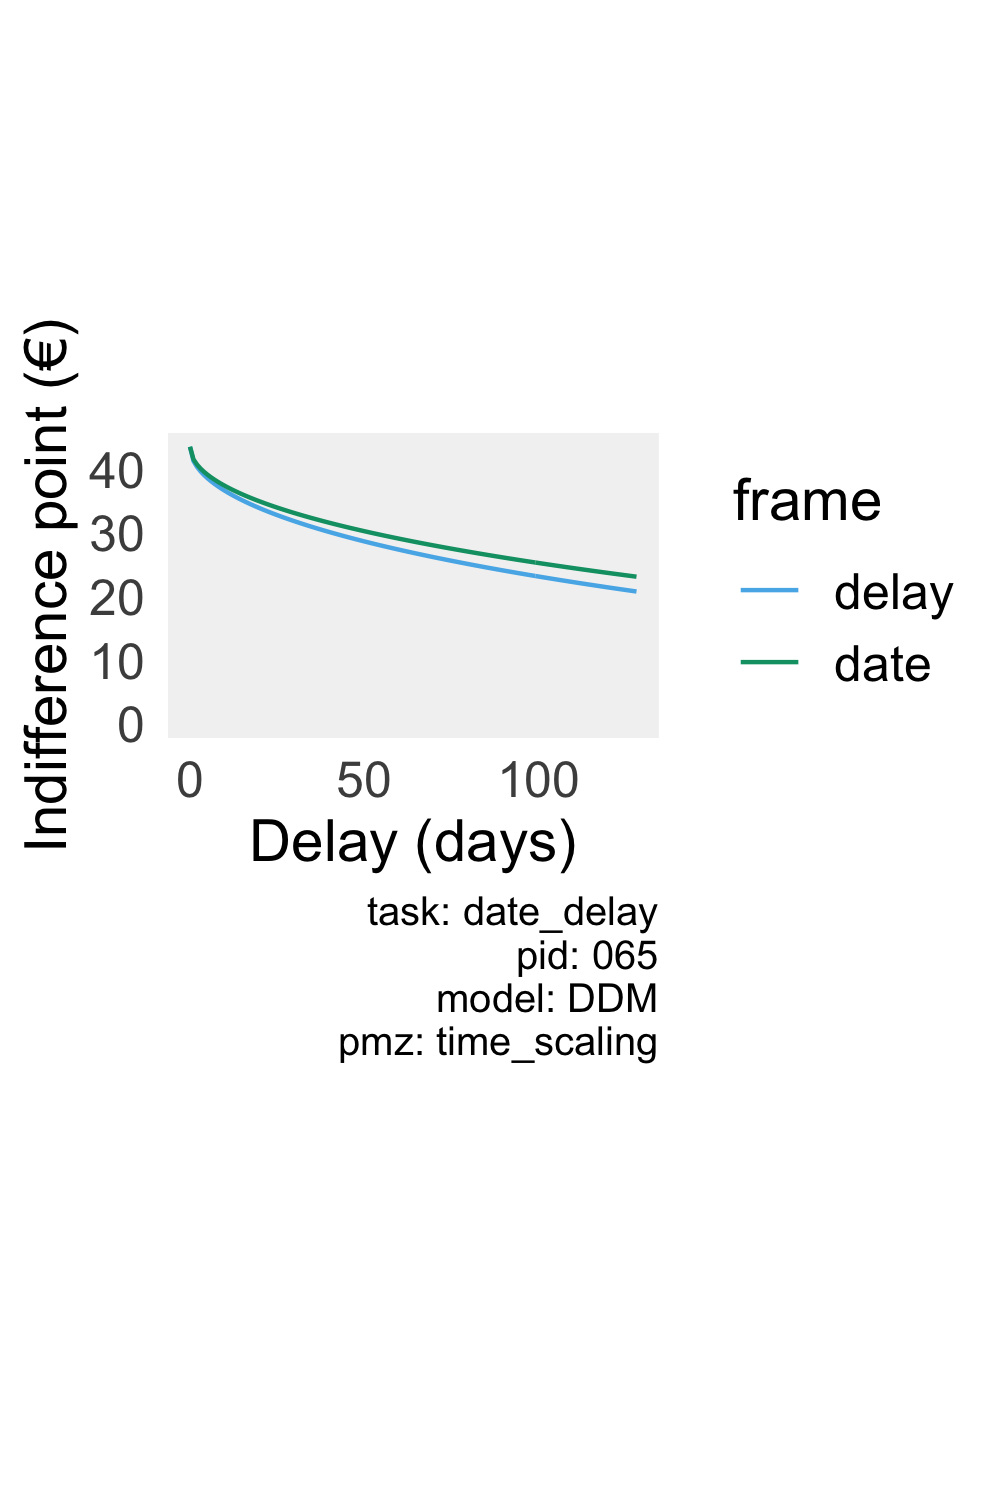 Indifference point (€)
40
30
20
10
0
0 50 100
Delay (days)
frame
delay
date
task: date_delay
pid: 065
model: DDM
pmz: time_scaling